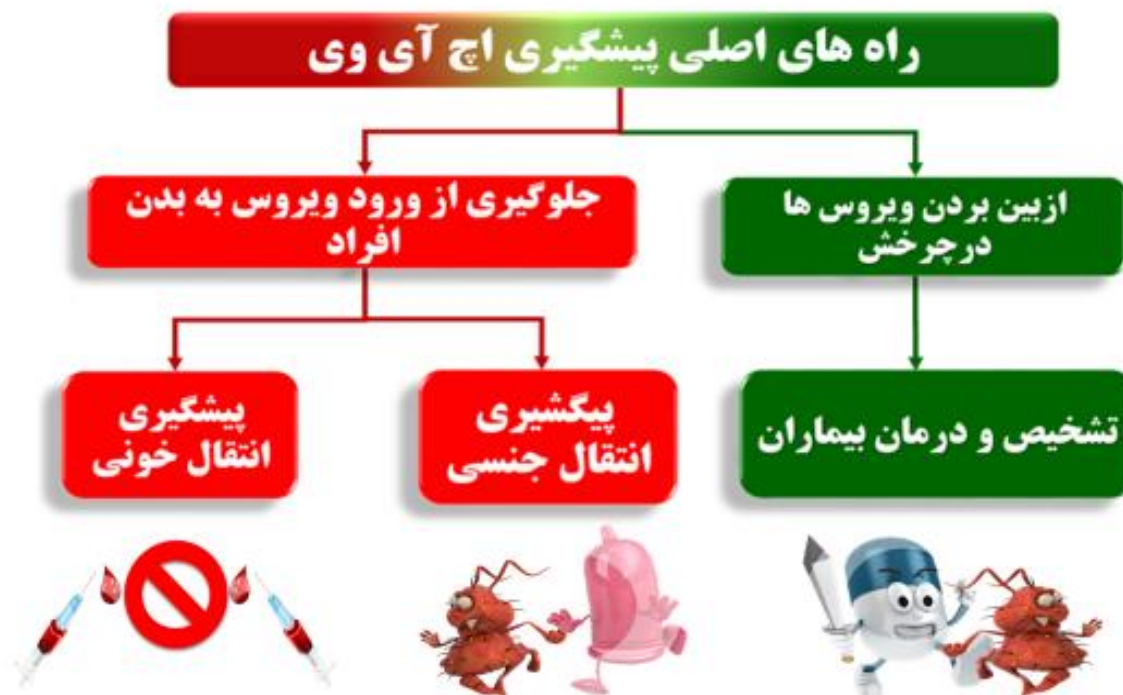 راه های اصلی پیشگیری اچ آی وی
ازبین بردن ویروس ها
درچرخش
جلوگیری از ورود ویروس به بدن
افراد
تشخیص و درمان بیماران
پیگشیری
انتقال جنسی
پیشگیری
انتقال خونی